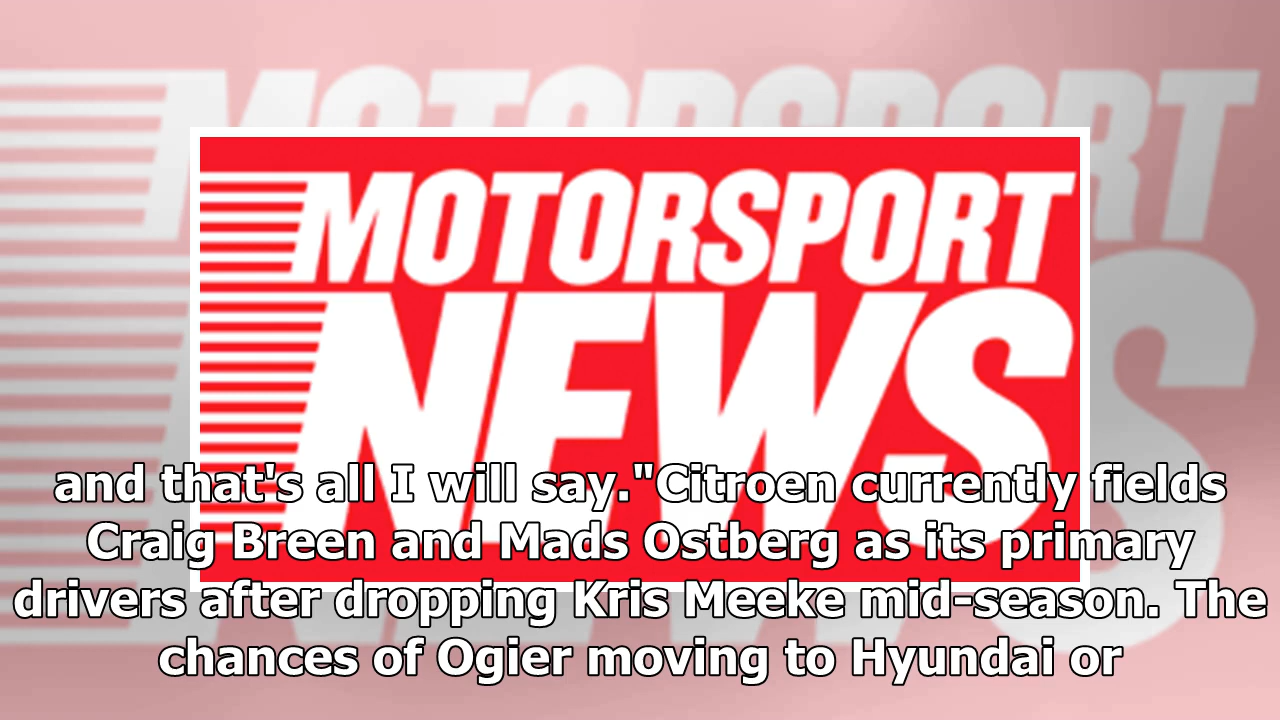 MOTORSPORT
NEWS
and that's all I will say."Citroen currently fields
Craig Breen and Mads Ostberg as its primary
drivers after dropping Kris Meeke mid-season. The
chances of Ogier moving to Hyundai or